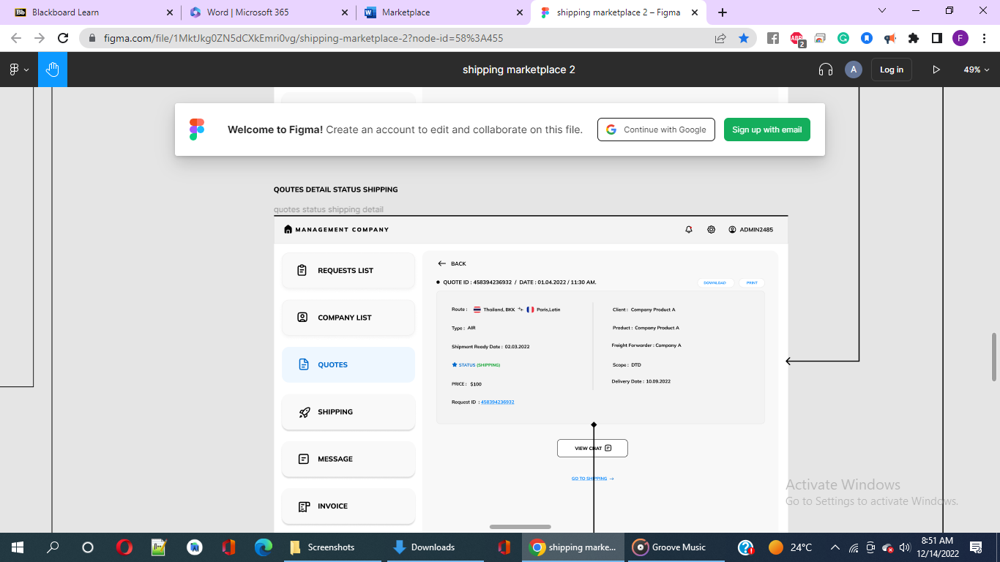 Blackboard Learn
Word | Microsoft 365
Marketplace
shipping marketplace 2 – Figma
figma.com/file/1MktJkg0ZN5dCXkEmri0vg/shipping-marketplace-2?node-id=58%3A455
ABP
2
F
shipping marketplace 2
A
Log in
49%
Welcome to Figma! Create an account to edit and collaborate on this file.
Continue with Google
Sign up with email
QOUTES DETAIL STATUS SHIPPING
quotes status shipping detail
MANAGEMENT COMPANY
ADMIN2485
REQUESTS LIST
COMPANY LIST
QUOTES
SHIPPING
MESSAGE
INVOICE
BACK
QUOTE ID : 458394236932 / DATE : 01.04.2022 / 11:30 AM.
DOWNLOAD
PRINT
Route : Thailand, BKK Paris,Latin
Type : AIR
Shipment Ready Date : 02.03.2022
STATUS (SHIPPING)
PRICE : $100
Request ID : 458394236932
Client : Company Product A
Product : Company Product A
Freight Forwarder : Company A
Scope : DTD
Delivery Date : 10.09.2022
VIEW CHAT
GO TO SHIPPING →
Activate Windows
Go to Settings to activate Windows.
Screenshots
Downloads
shipping marke...
Groove Music
24°C
8:51 AM
12/14/2022